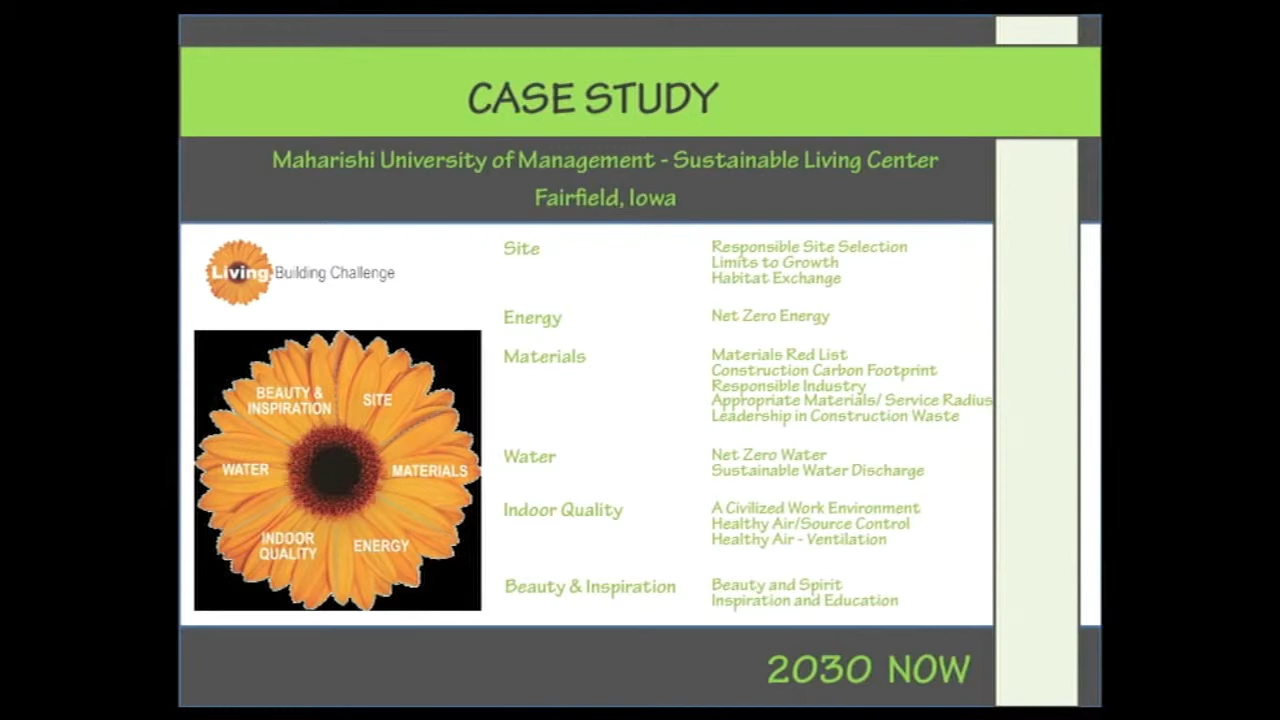 CASE STUDY
Maharishi University of Management - Sustainable Living Center
Fairfield, Iowa
Living Building Challenge
BEAUTY &
INSPIRATION
SITE
WATER
MATERIALS
INDOOR
QUALITY
ENERGY
Site
Responsible Site Selection
Limits to Growth
Habitat Exchange
Energy
Net Zero Energy
Materials
Materials Red List
Construction Carbon Footprint
Responsible Industry
Appropriate Materials/ Service Radius
Leadership in Construction Waste
Water
Net Zero Water
Sustainable Water Discharge
Indoor Quality
A Civilized Work Environment
Healthy Air/Source Control
Healthy Air - Ventilation
Beauty & Inspiration
Beauty and Spirit
Inspiration and Education
2030 NOW